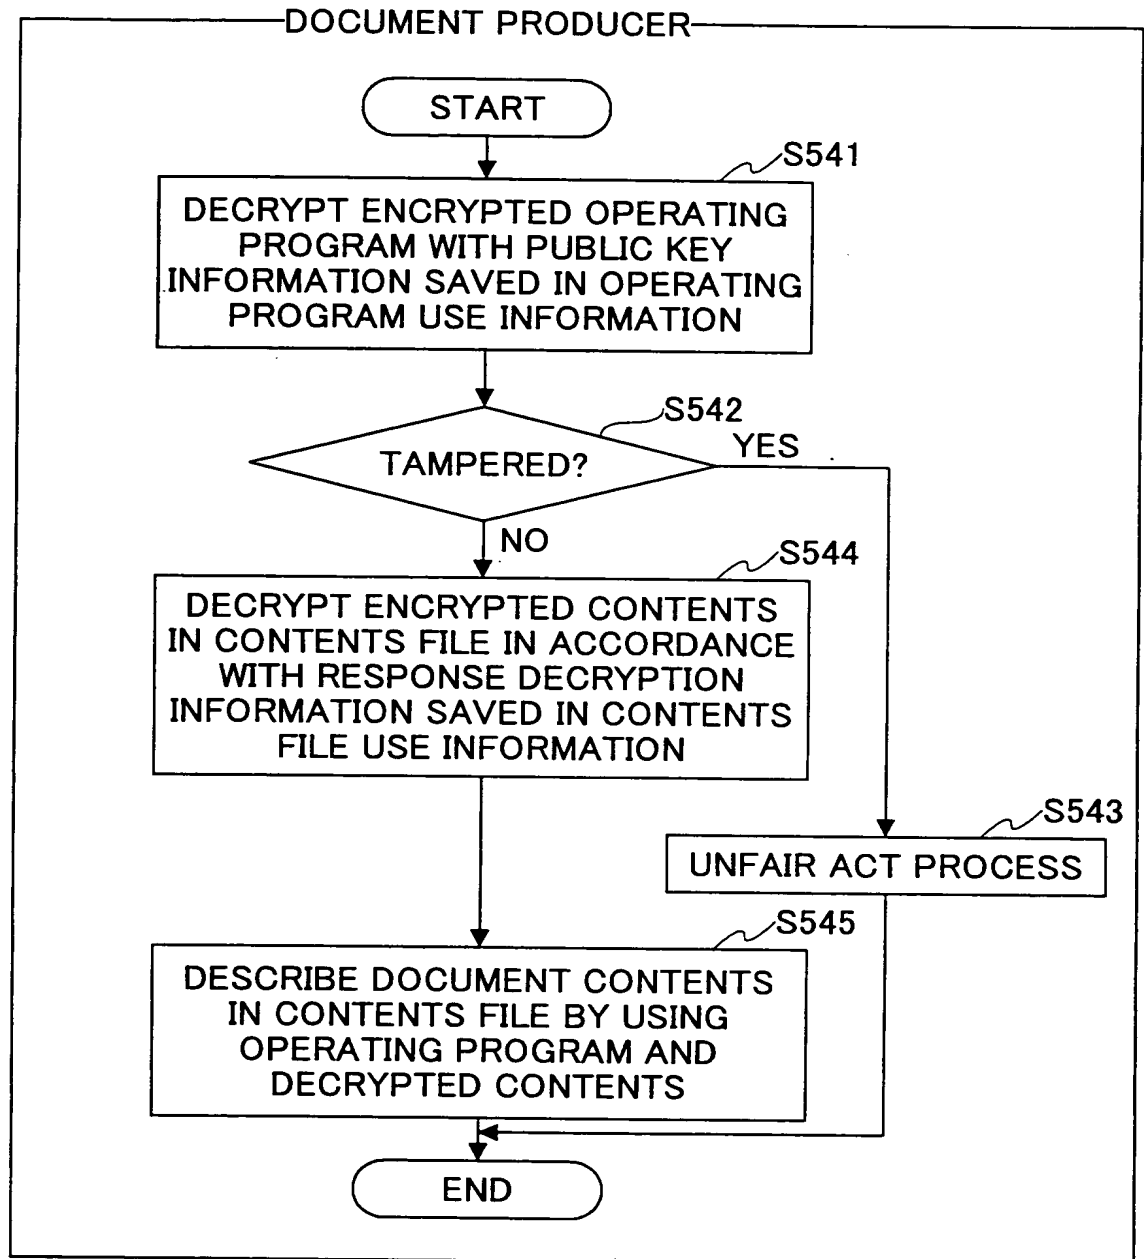 DOCUMENT PRODUCER
START
S541
DECRYPT ENCRYPTED OPERATING
PROGRAM WITH PUBLIC KEY
INFORMATION SAVED IN OPERATING
PROGRAM USE INFORMATION
S542
TAMPERED?
YES
NO
S544
DECRYPT ENCRYPTED CONTENTS
IN CONTENTS FILE IN ACCORDANCE
WITH RESPONSE DECRYPTION
INFORMATION SAVED IN CONTENTS
FILE USE INFORMATION
S543
UNFAIR ACT PROCESS
S545
DESCRIBE DOCUMENT CONTENTS
IN CONTENTS FILE BY USING
OPERATING PROGRAM AND
DECRYPTED CONTENTS
END